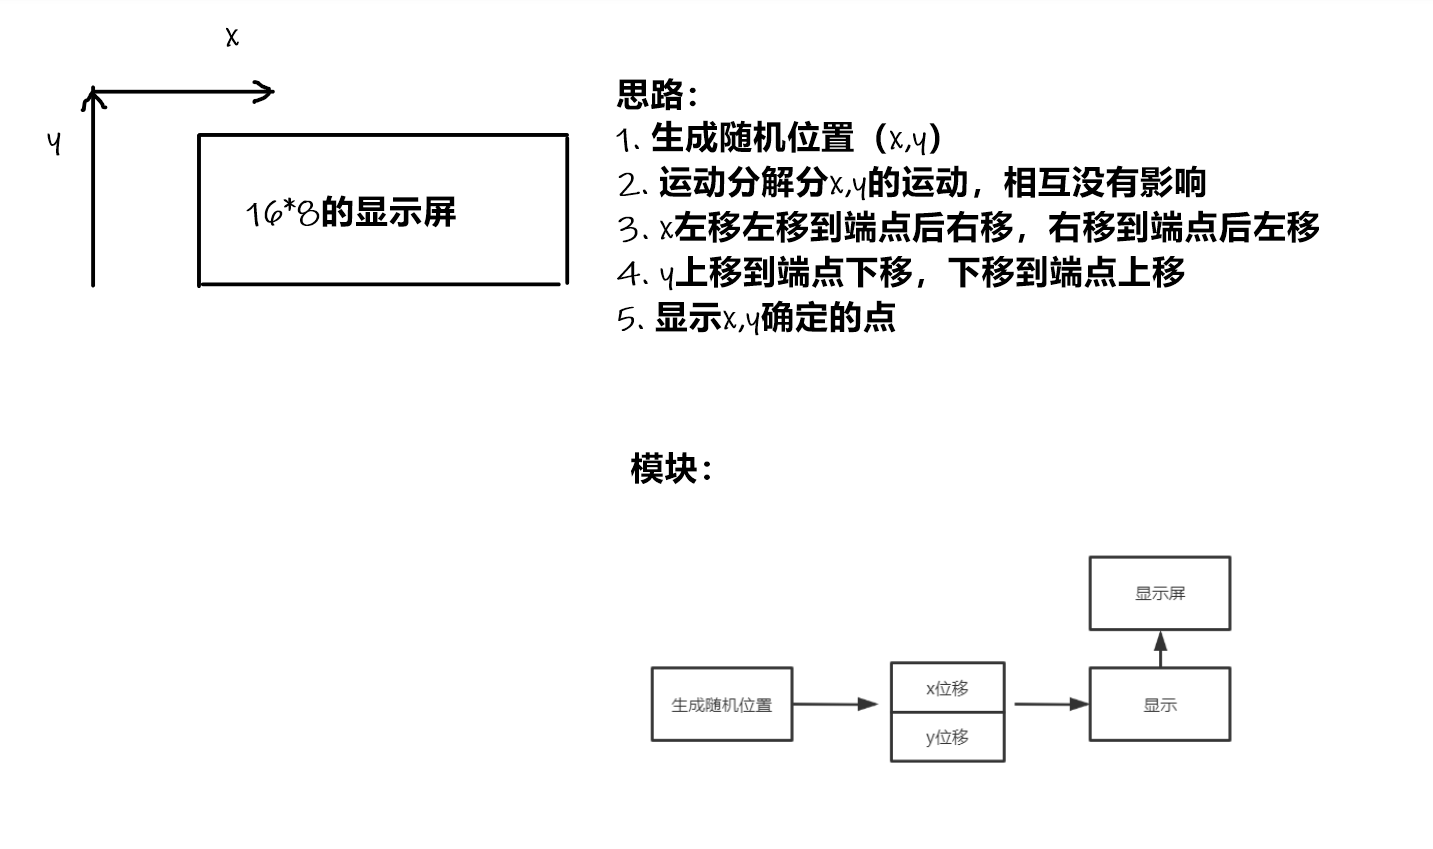 x
y
16*8的显示屏
思路：
1. 生成随机位置（x,y）
2. 运动分解分x,y的运动，相互没有影响
3. x左移左移到端点后右移，右移到端点后左移
4. y上移到端点下移，下移到端点上移
5. 显示x,y确定的点
模块：
显示屏
生成随机位置
x位移
y位移
显示